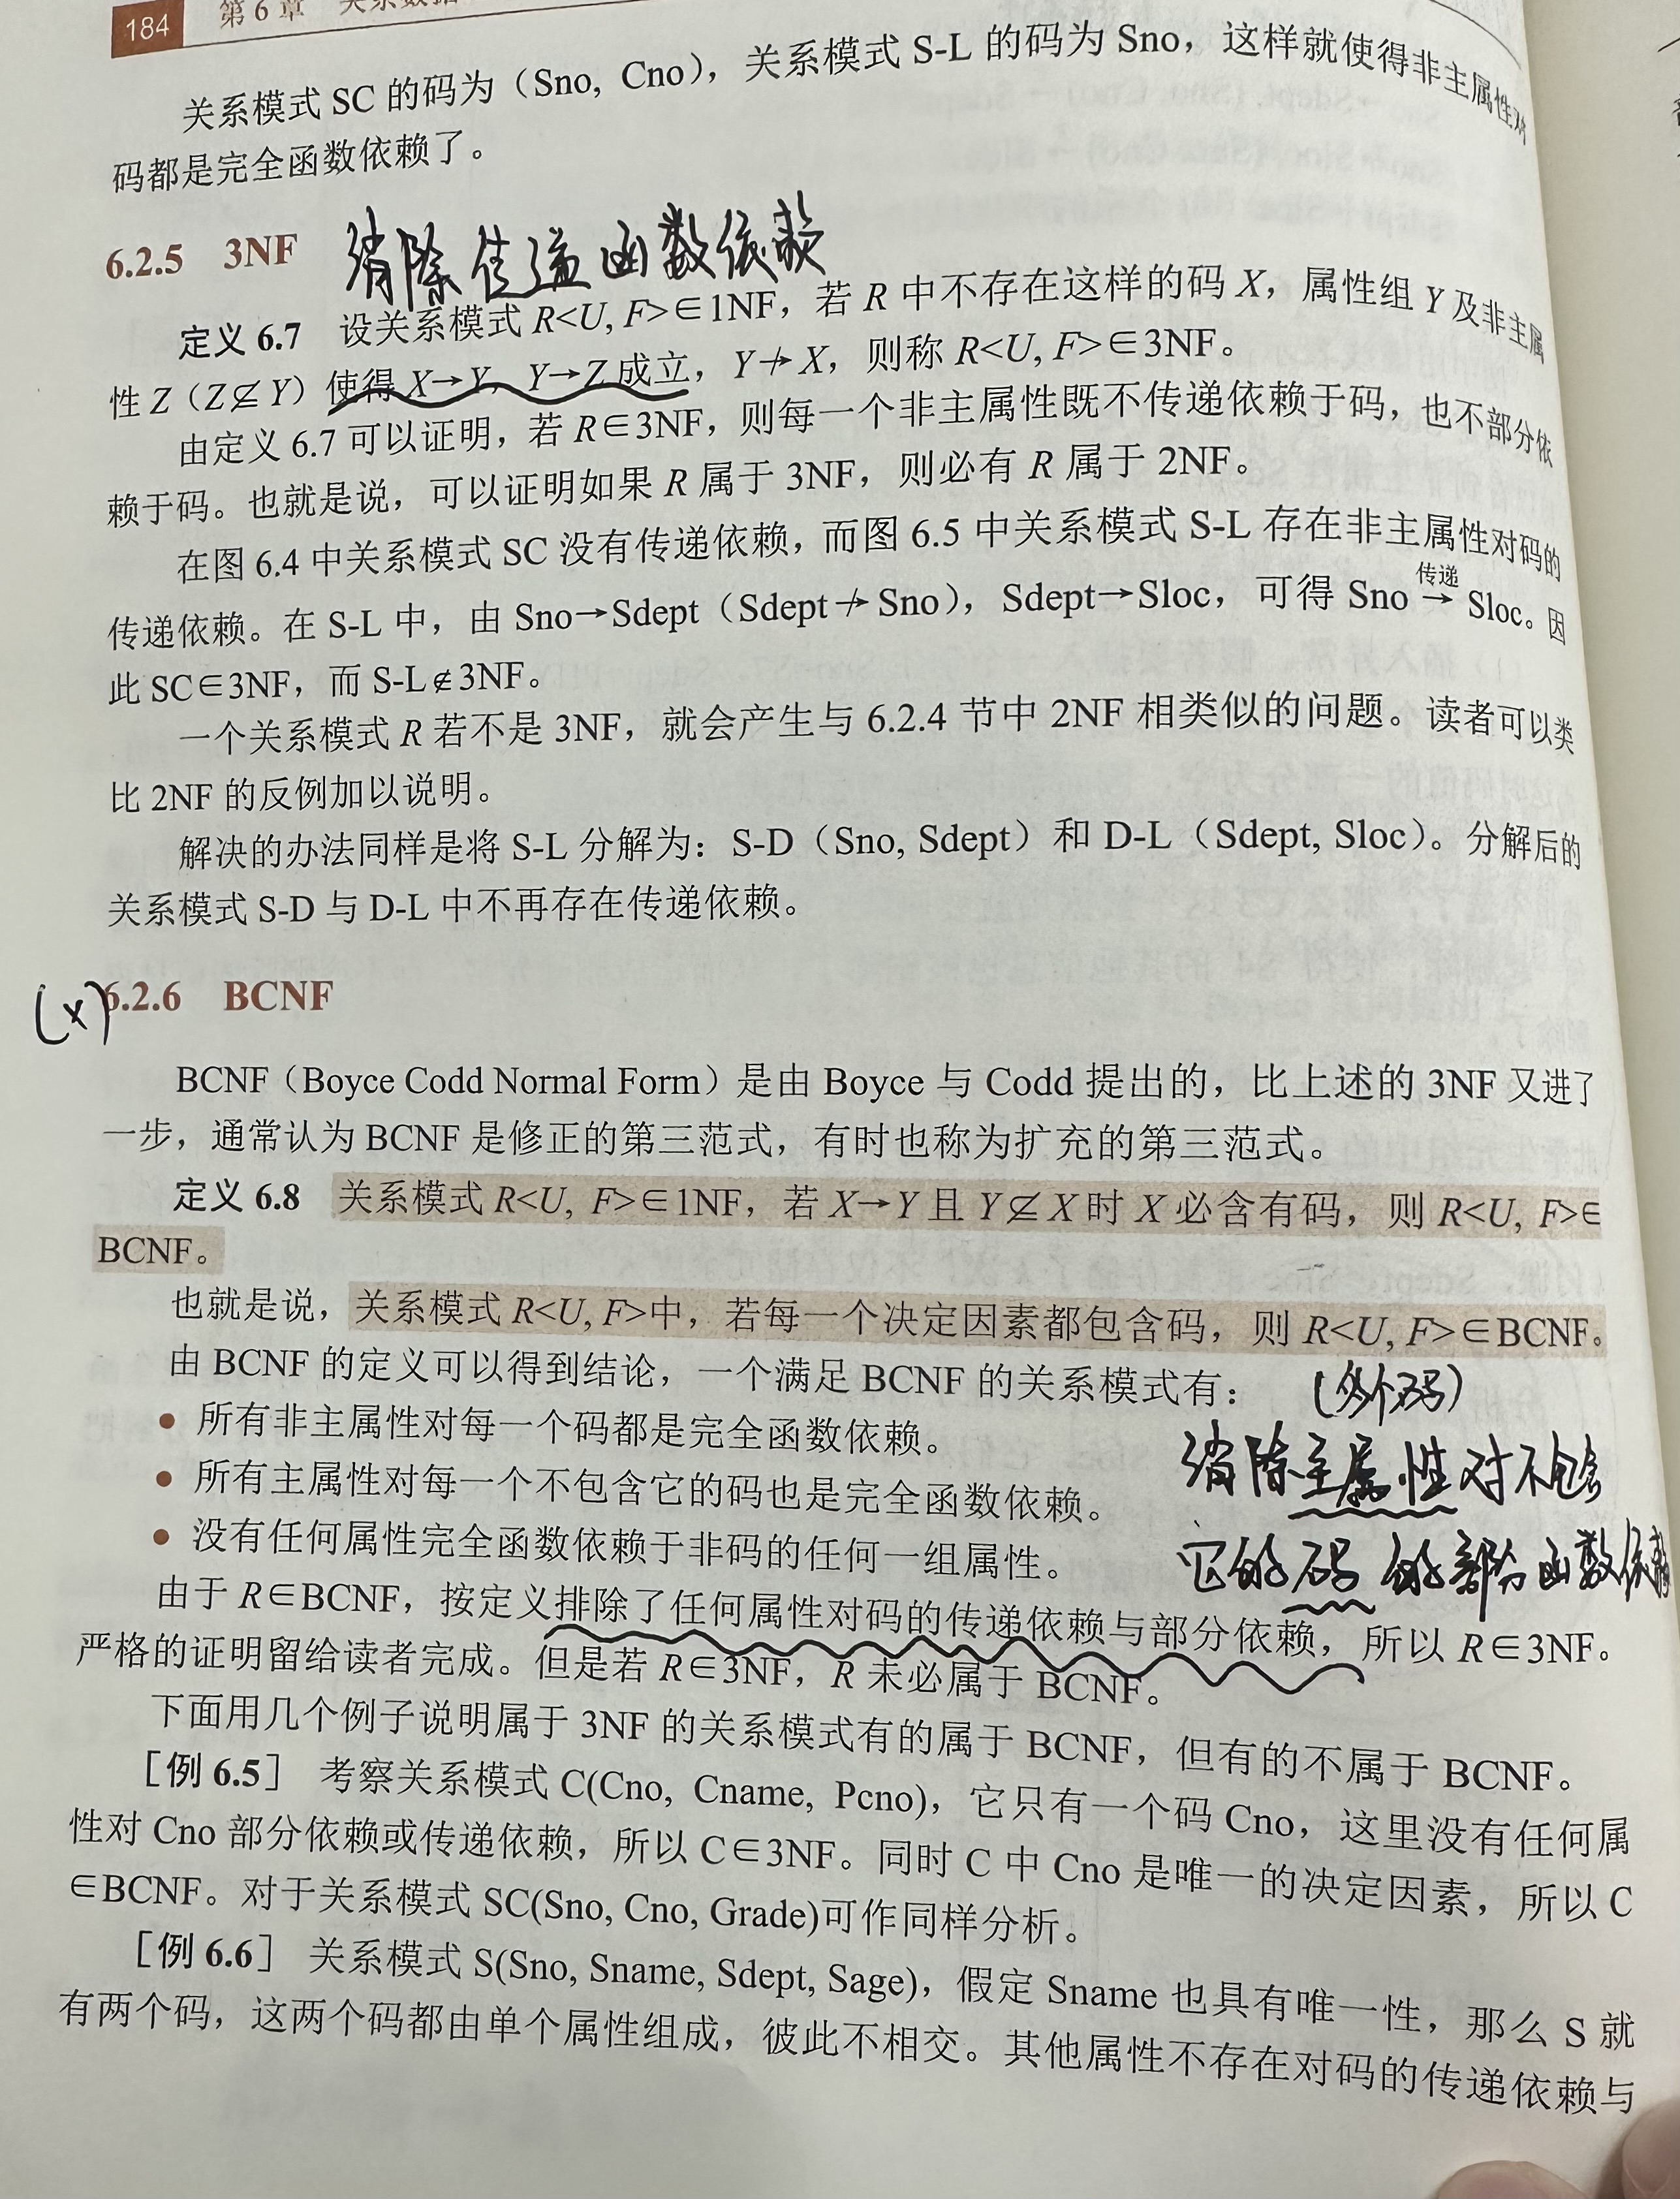 184 第6章 关系数据
关系模式 SC 的码为（Sno, Cno），关系模式 S-L 的码为 Sno，这样就使得非主属性对
码都是完全函数依赖了。
6.2.5 3NF 消除传递函数依赖
定义 6.7 设关系模式 R<U, F>∈1NF，若 R 中不存在这样的码 X，属性组 Y 及非主属
性 Z（Z⊈Y）使得 X→Y，Y→Z 成立，Y↛X，则称 R<U, F>∈3NF。
由定义 6.7 可以证明，若 R∈3NF，则每一个非主属性既不传递依赖于码，也不部分依
赖于码。也就是说，可以证明如果 R 属于 3NF，则必有 R 属于 2NF。
在图 6.4 中关系模式 SC 没有传递依赖，而图 6.5 中关系模式 S-L 存在非主属性对码的
传递依赖。在 S-L 中，由 Sno→Sdept（Sdept↛Sno），Sdept→Sloc，可得 Sno 传递→ Sloc。因
此 SC∈3NF，而 S-L∉3NF。
一个关系模式 R 若不是 3NF，就会产生与 6.2.4 节中 2NF 相类似的问题。读者可以类
比 2NF 的反例加以说明。
解决的办法同样是将 S-L 分解为：S-D（Sno, Sdept）和 D-L（Sdept, Sloc）。分解后的
关系模式 S-D 与 D-L 中不再存在传递依赖。
(x) 6.2.6 BCNF
BCNF（Boyce Codd Normal Form）是由 Boyce 与 Codd 提出的，比上述的 3NF 又进了
一步，通常认为 BCNF 是修正的第三范式，有时也称为扩充的第三范式。
定义 6.8 关系模式 R<U, F>∈1NF，若 X→Y 且 Y⊈X 时 X 必含有码，则 R<U, F>∈
BCNF。
也就是说，关系模式 R<U, F>中，若每一个决定因素都包含码，则 R<U, F>∈BCNF。
由 BCNF 的定义可以得到结论，一个满足 BCNF 的关系模式有：
(多个码)
• 所有非主属性对每一个码都是完全函数依赖。
消除主属性对不包含
• 所有主属性对每一个不包含它的码也是完全函数依赖。
• 没有任何属性完全函数依赖于非码的任何一组属性。
它的码的部分函数依赖
由于 R∈BCNF，按定义排除了任何属性对码的传递依赖与部分依赖，所以 R∈3NF。
严格的证明留给读者完成。但是若 R∈3NF，R 未必属于 BCNF。
下面用几个例子说明属于 3NF 的关系模式有的属于 BCNF，但有的不属于 BCNF。
［例 6.5］ 考察关系模式 C(Cno, Cname, Pcno)，它只有一个码 Cno，这里没有任何属
性对 Cno 部分依赖或传递依赖，所以 C∈3NF。同时 C 中 Cno 是唯一的决定因素，所以 C
∈BCNF。对于关系模式 SC(Sno, Cno, Grade)可作同样分析。
［例 6.6］ 关系模式 S(Sno, Sname, Sdept, Sage)，假定 Sname 也具有唯一性，那么 S 就
有两个码，这两个码都由单个属性组成，彼此不相交。其他属性不存在对码的传递依赖与